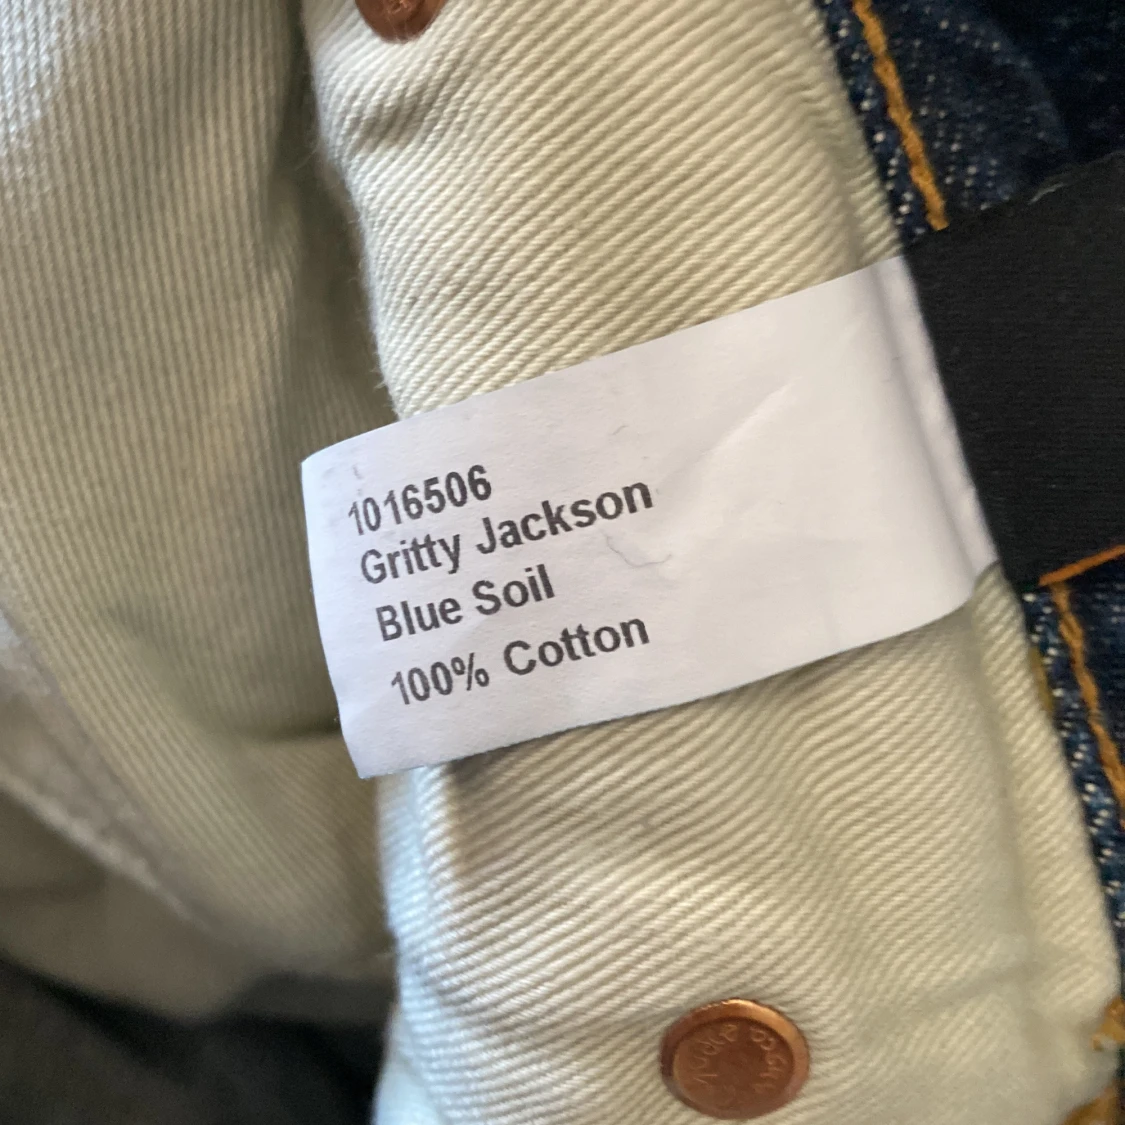 1016506
Gritty Jackson
Blue Soil
100% Cotton